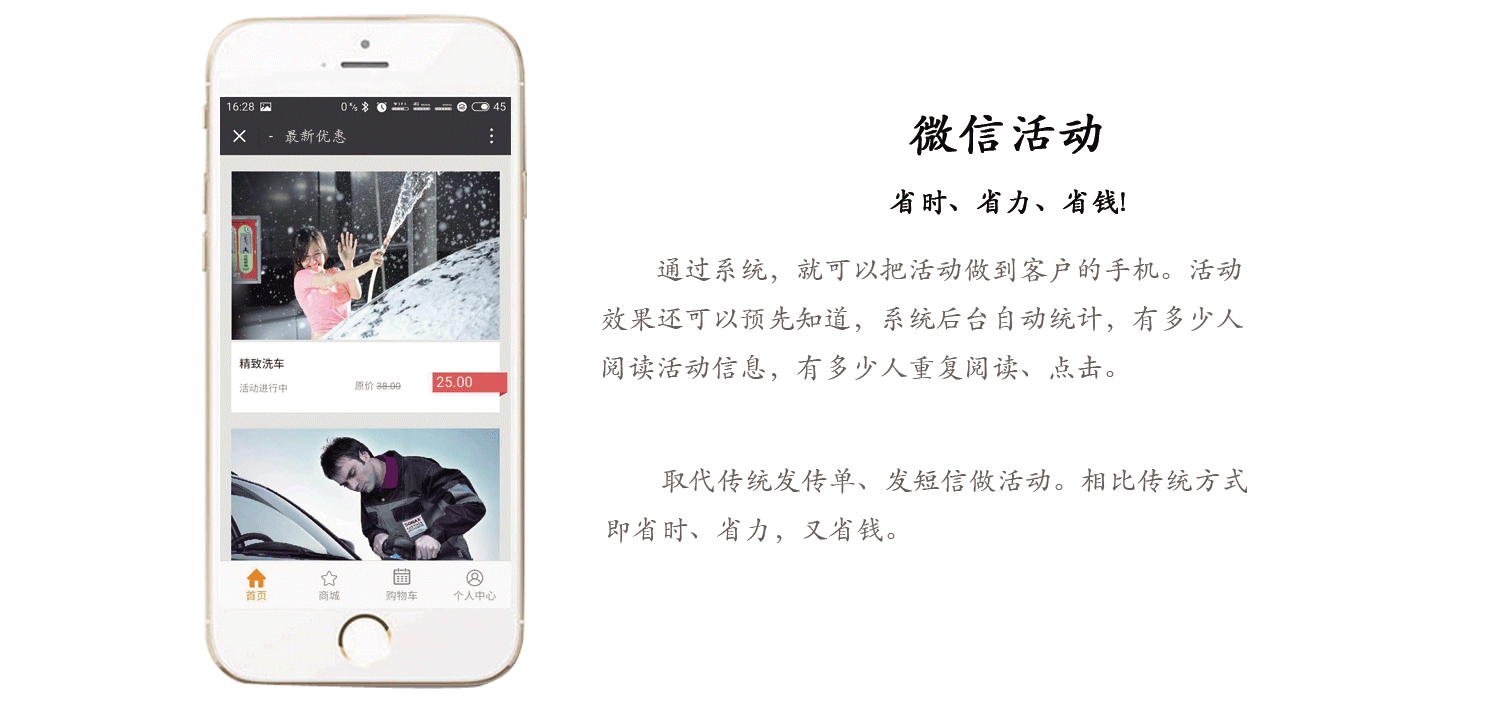 16:28
0 K/s
45
- 最新优惠
精致洗车
活动进行中
原价 38.00
25.00
SONAX
首页
商城
购物车
个人中心
微信活动
省时、省力、省钱!
通过系统，就可以把活动做到客户的手机。活动
效果还可以预先知道，系统后台自动统计，有多少人
阅读活动信息，有多少人重复阅读、点击。
取代传统发传单、发短信做活动。相比传统方式
即省时、省力，又省钱。